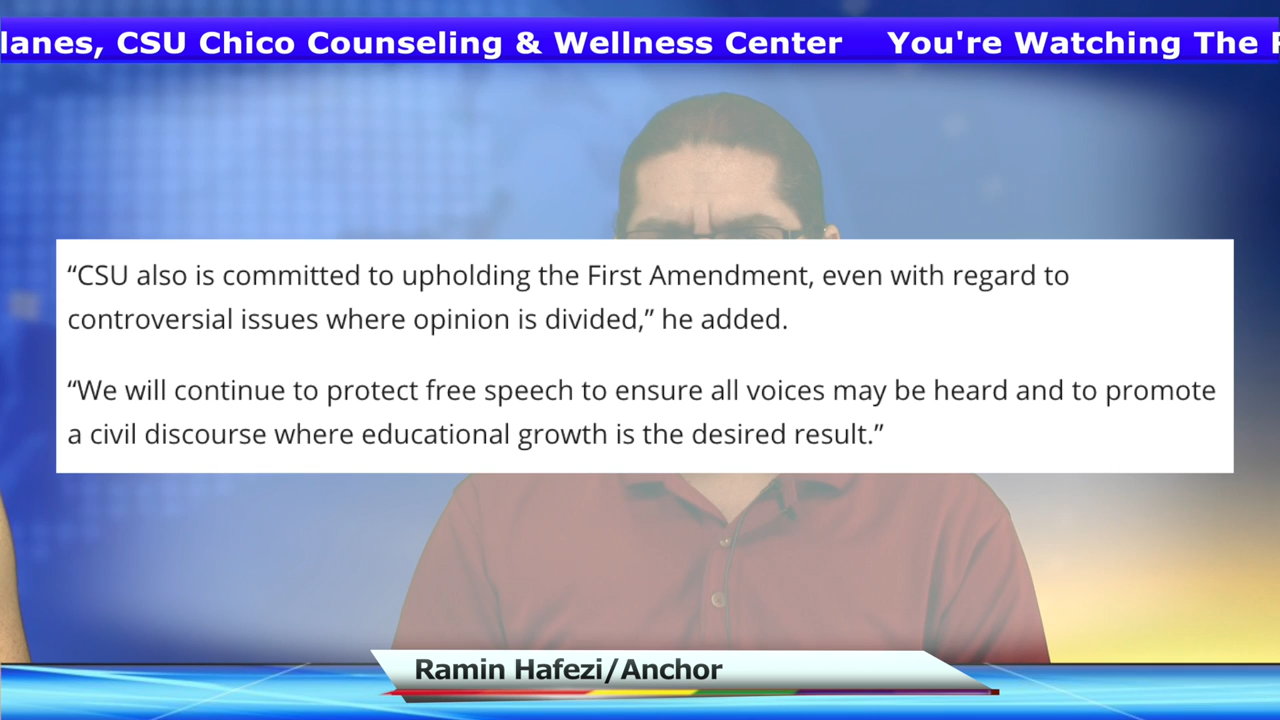 CSU Chico Counseling & Wellness Center You're Watching The
“CSU also is committed to upholding the First Amendment, even with regard to
controversial issues where opinion is divided,” he added.
“We will continue to protect free speech to ensure all voices may be heard and to promote
a civil discourse where educational growth is the desired result.”
Ramin Hafezi/Anchor